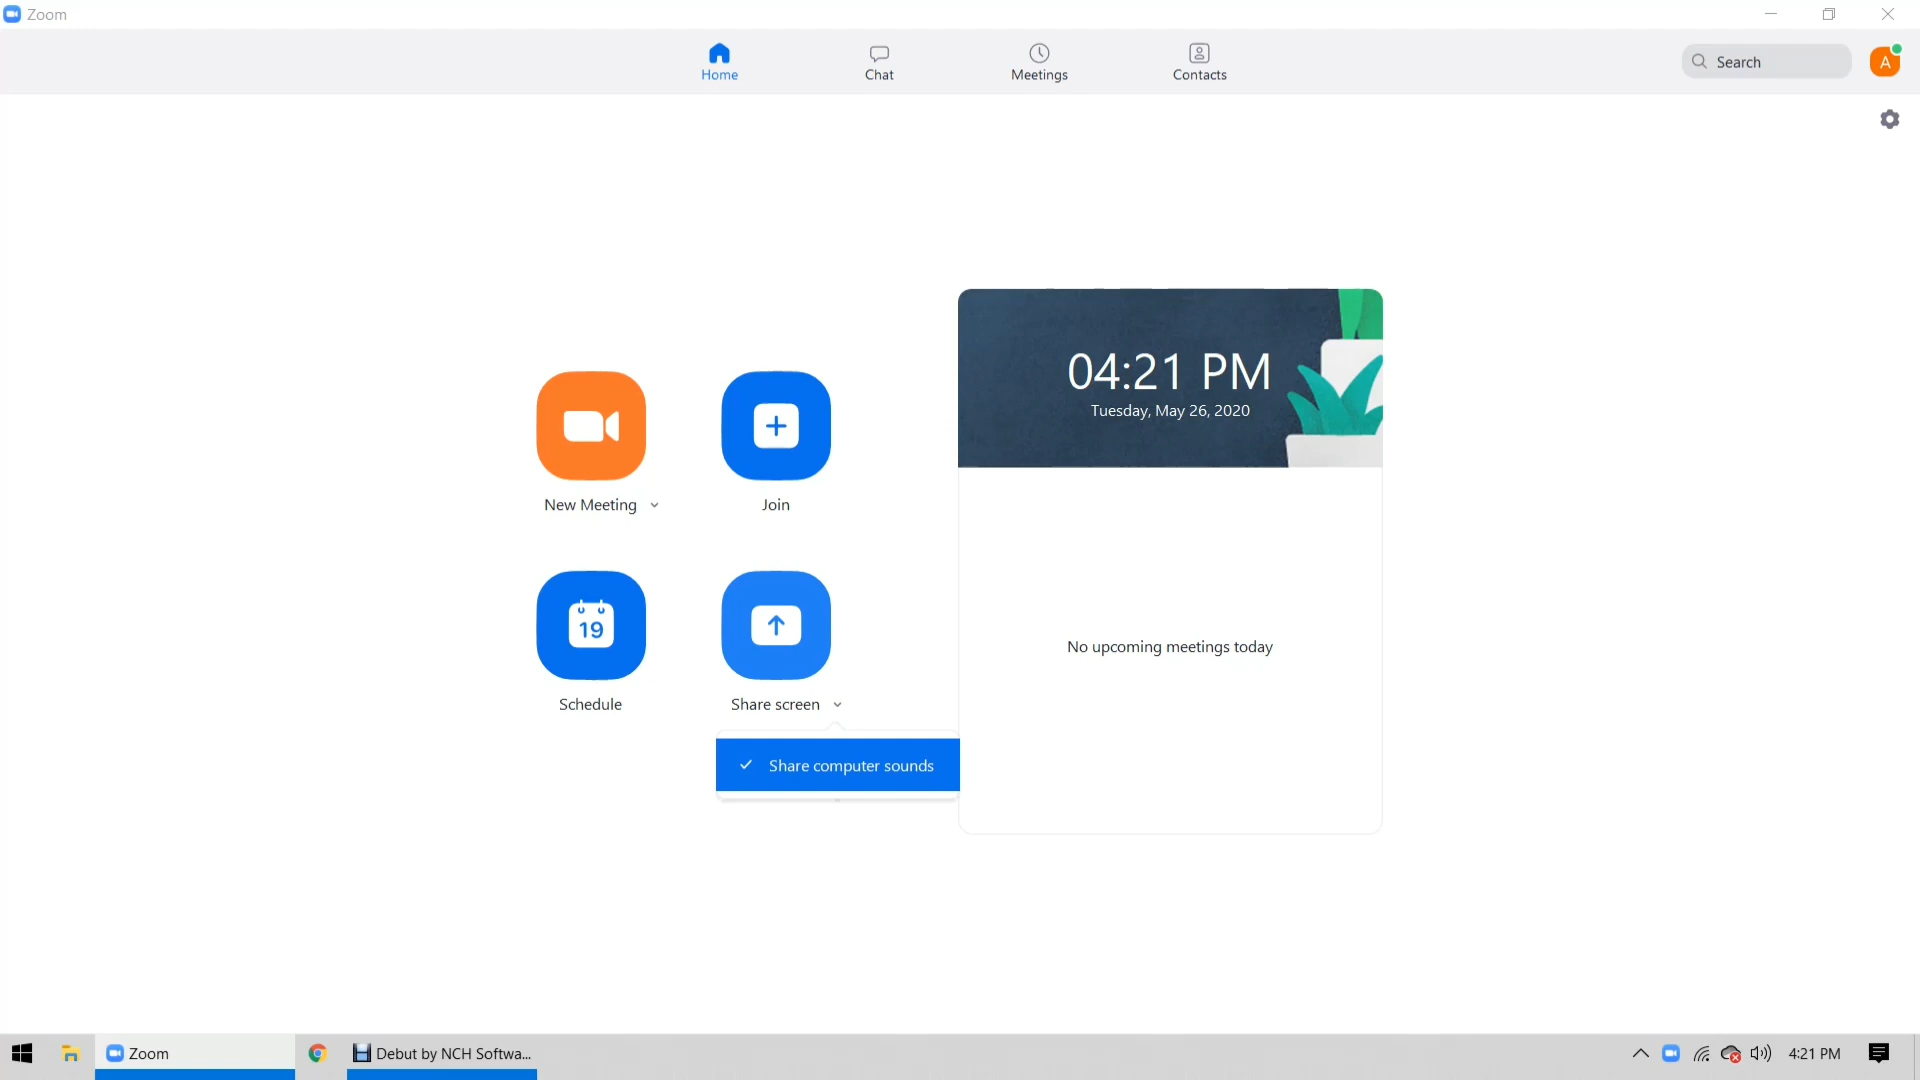 Zoom
Home
Chat
Meetings
Contacts
Search
A
04:21 PM
Tuesday, May 26, 2020
New Meeting
Join
19
Schedule
Share screen
Share computer sounds
No upcoming meetings today
Zoom
Debut by NCH Softwa...
4:21 PM